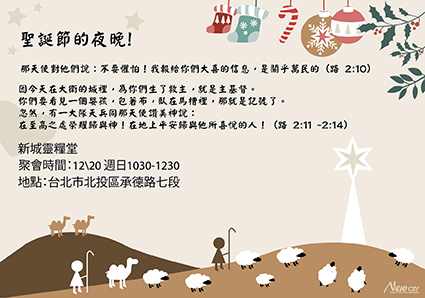 聖誕節的夜晚!
那天使對他們說：不要懼怕！我報給你們大喜的信息，是關乎萬民的（路 2:10）
因今天在大衛的城裡，為你們生了救主，就是主基督。
你們要看見一個嬰孩，包著布，臥在馬槽裡，那就是記號了。
忽然，有一大隊天兵同那天使讚美神說：
在至高之處榮耀歸與神！在地上平安歸與他所喜悅的人！（路 2:11 -2:14）
新城靈糧堂
聚會時間：12\20 週日1030-1230
地點：台北市北投區承德路七段
New City